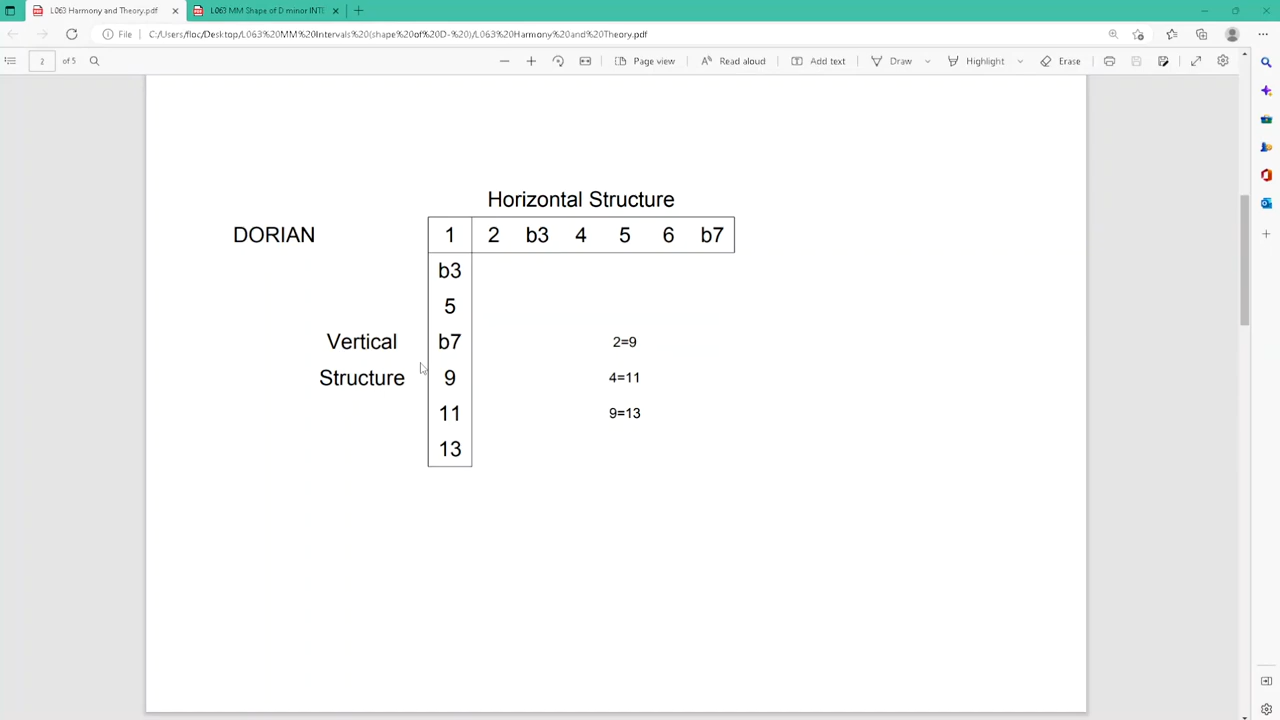 L063 Harmony and Theory.pdf
L063 MM Shape of D minor INTE
File
C:/Users/floc/Desktop/L063%20MM%20Intervals%20(shape%20of%20D-%20)/L063%20Harmony%20and%20Theory.pdf
2 of 5
Page view
Read aloud
Add text
Draw
Highlight
Erase
Horizontal Structure
DORIAN 1 2 b3 4 5 6 b7
b3
5
Vertical b7 2=9
Structure 9 4=11
11 9=13
13